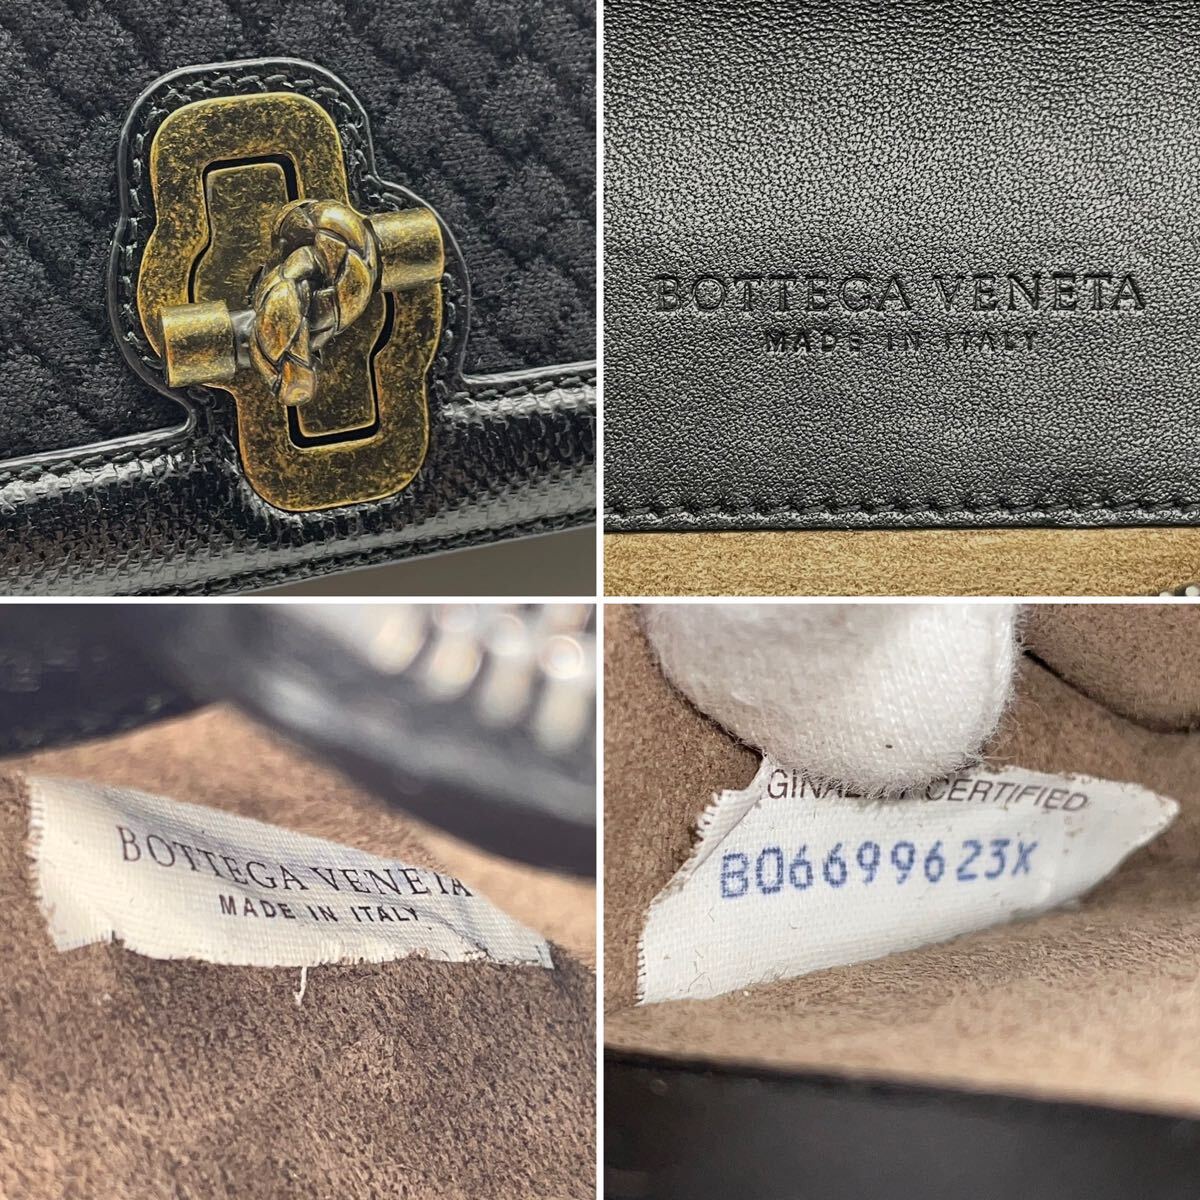 BOTTEGA VENETA
MADE IN ITALY
BOTTEGA VENETA
MADE IN ITALY
CERTIFIED
B06699623X